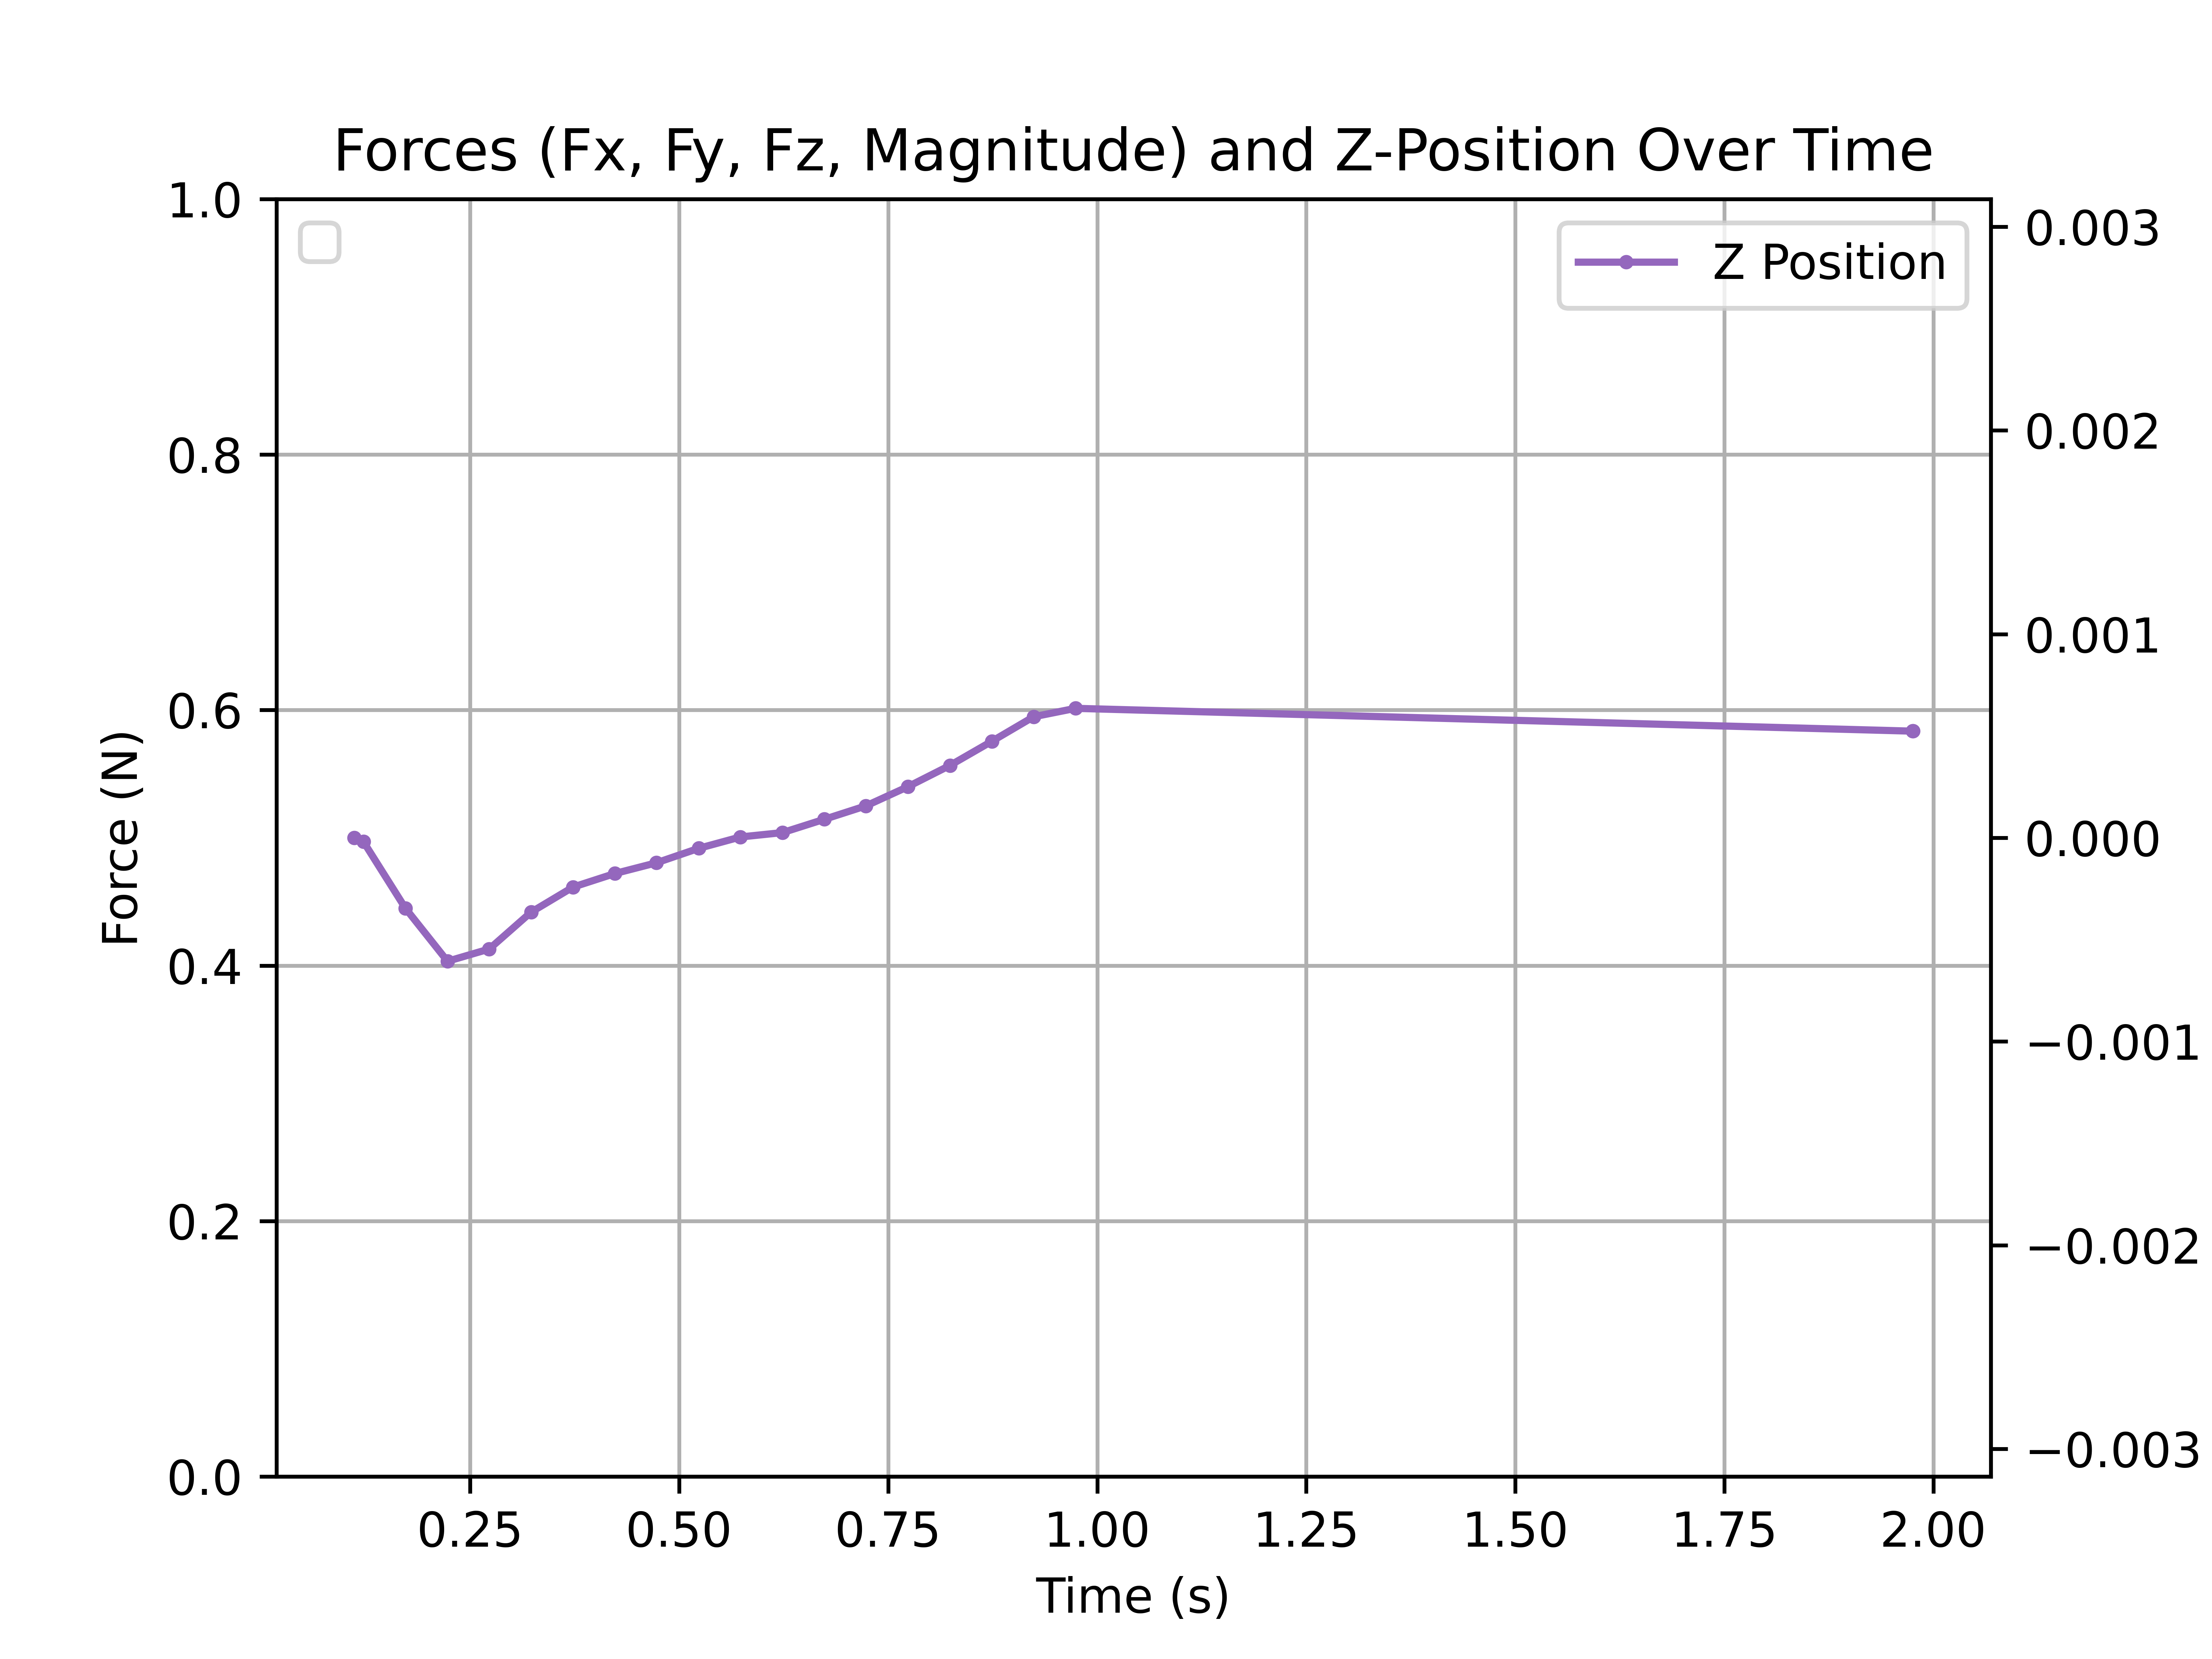 Forces (Fx, Fy, Fz, Magnitude) and Z-Position Over Time
Z Position
1.0
0.8
0.6
0.4
0.2
0.0
Force (N)
0.003
0.002
0.001
0.000
−0.001
−0.002
−0.003
0.25 0.50 0.75 1.00 1.25 1.50 1.75 2.00
Time (s)